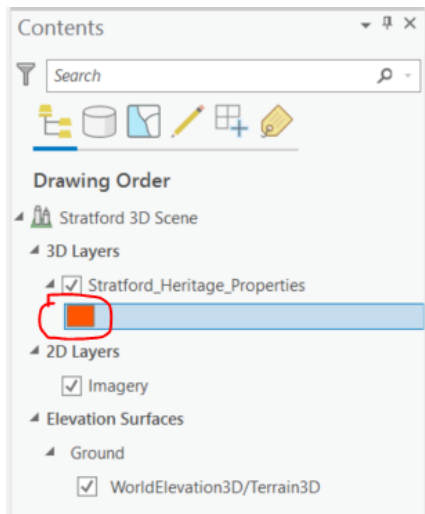 Contents
Search
Drawing Order
Stratford 3D Scene
3D Layers
Stratford_Heritage_Properties
2D Layers
Imagery
Elevation Surfaces
Ground
WorldElevation3D/Terrain3D